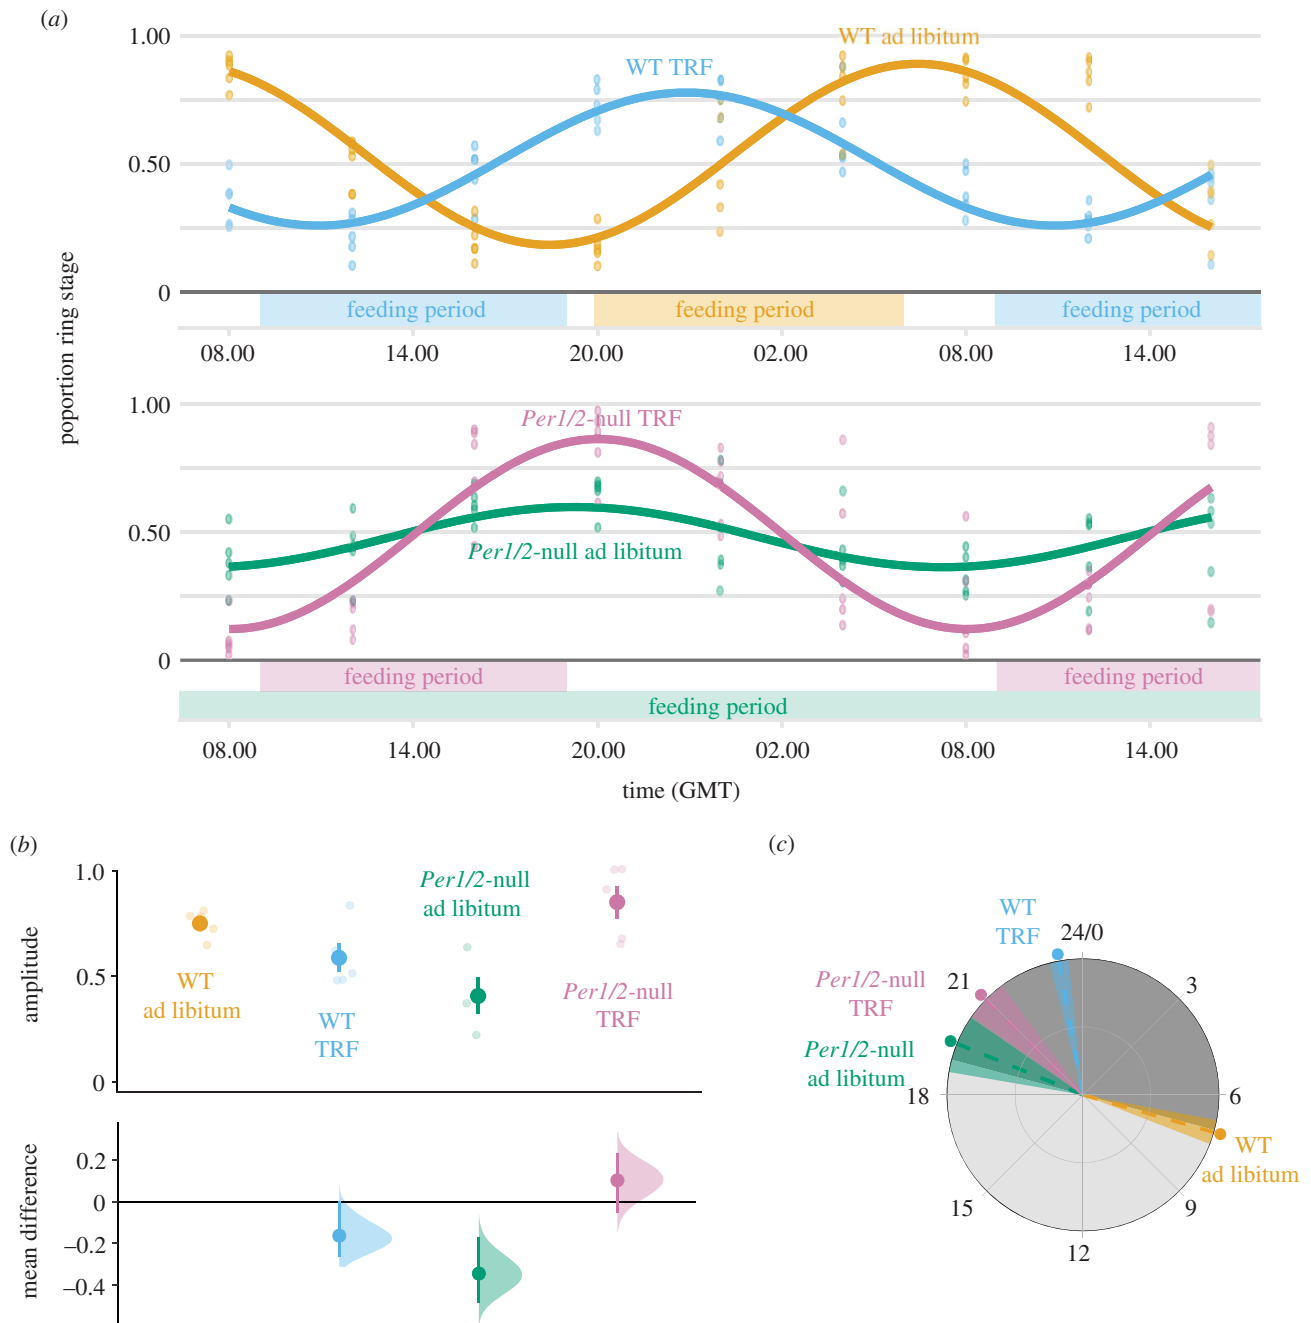 (a)
1.00
WT ad libitum
WT TRF
0.50
0
feeding period
feeding period
feeding period
08.00
14.00
20.00
02.00
08.00
14.00
poportion ring stage
1.00
Per1/2-null TRF
0.50
Per1/2-null ad libitum
0
feeding period
feeding period
feeding period
08.00
14.00
20.00
02.00
08.00
14.00
time (GMT)
(b)
1.0
0.5
0
amplitude
WT
ad libitum
WT
TRF
Per1/2-null
ad libitum
Per1/2-null
TRF
0.2
0
–0.2
–0.4
mean difference
(c)
WT
TRF
24/0
3
6
9
12
15
18
21
Per1/2-null
TRF
Per1/2-null
ad libitum
WT
ad libitum